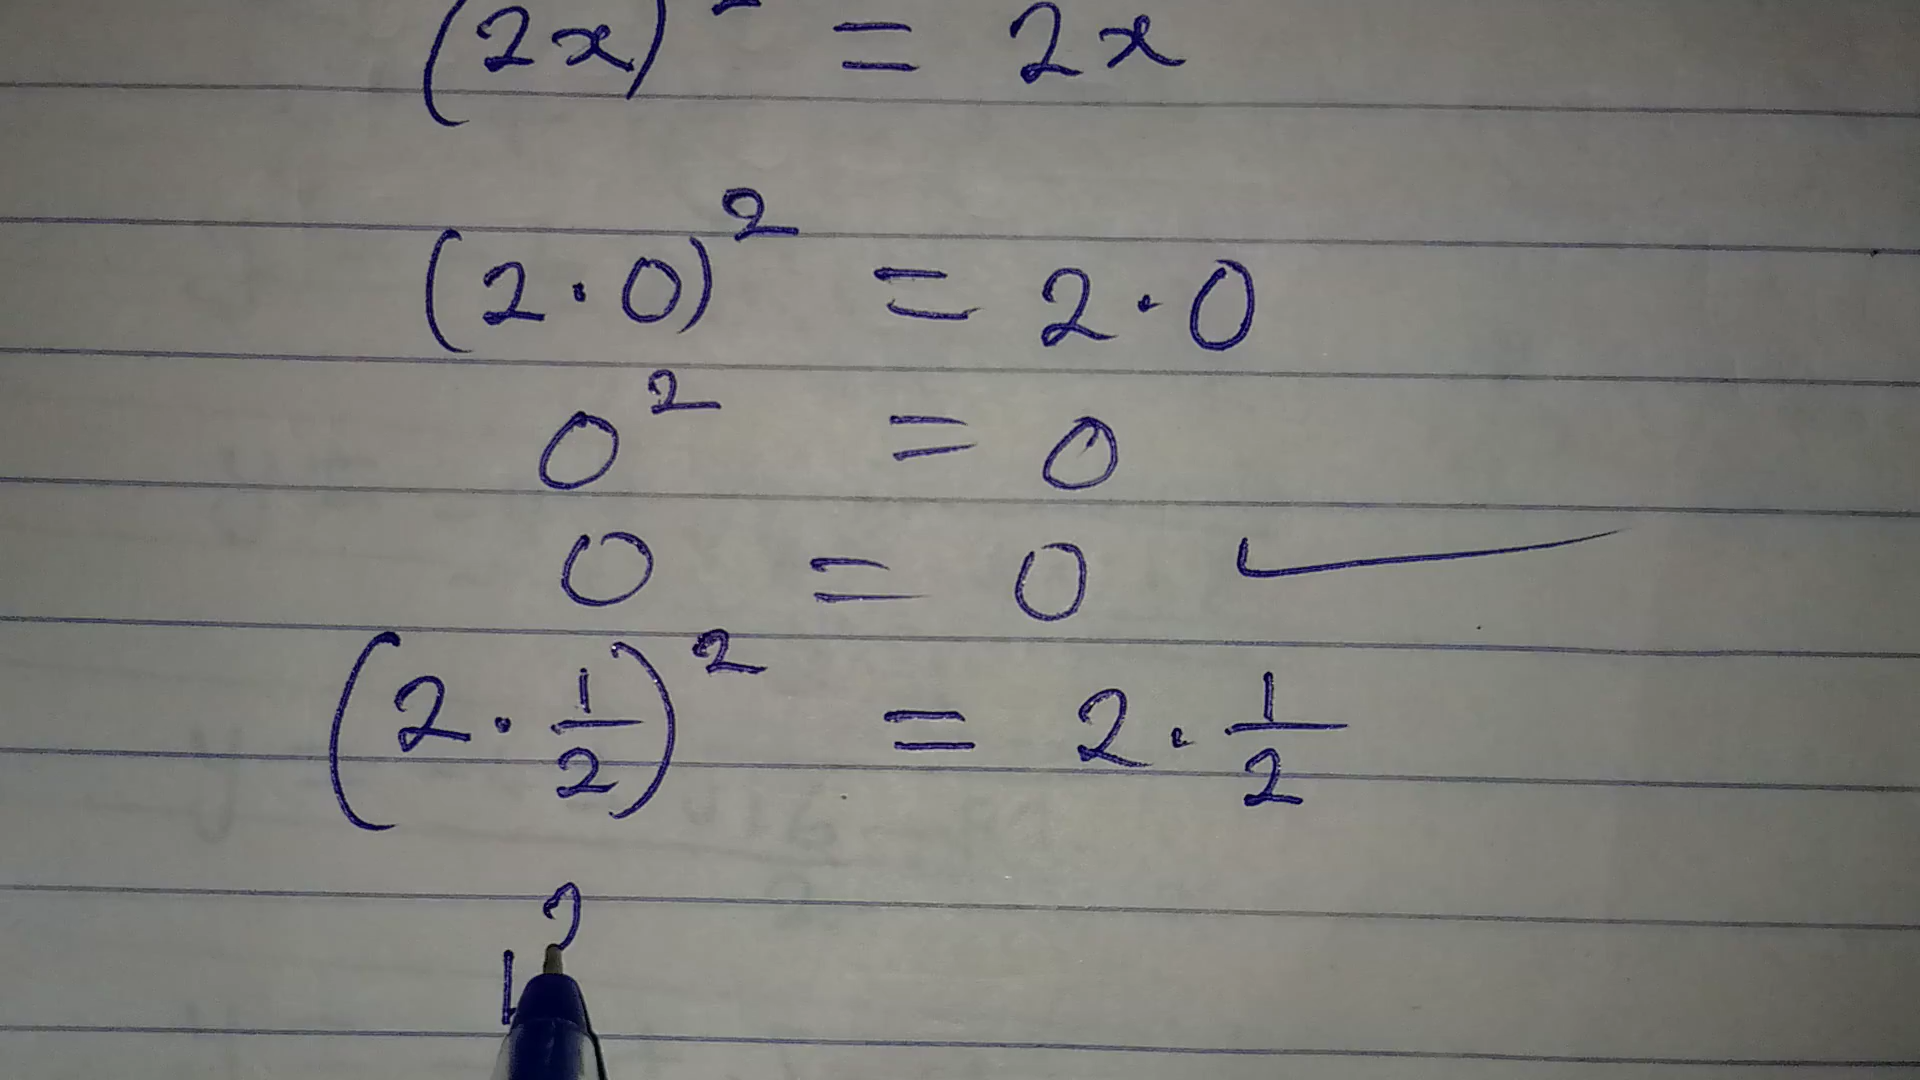 (2x)² = 2x
(2·0)² = 2·0
0² = 0
0 = 0 ✓
(2·1/2)² = 2·1/2
1²